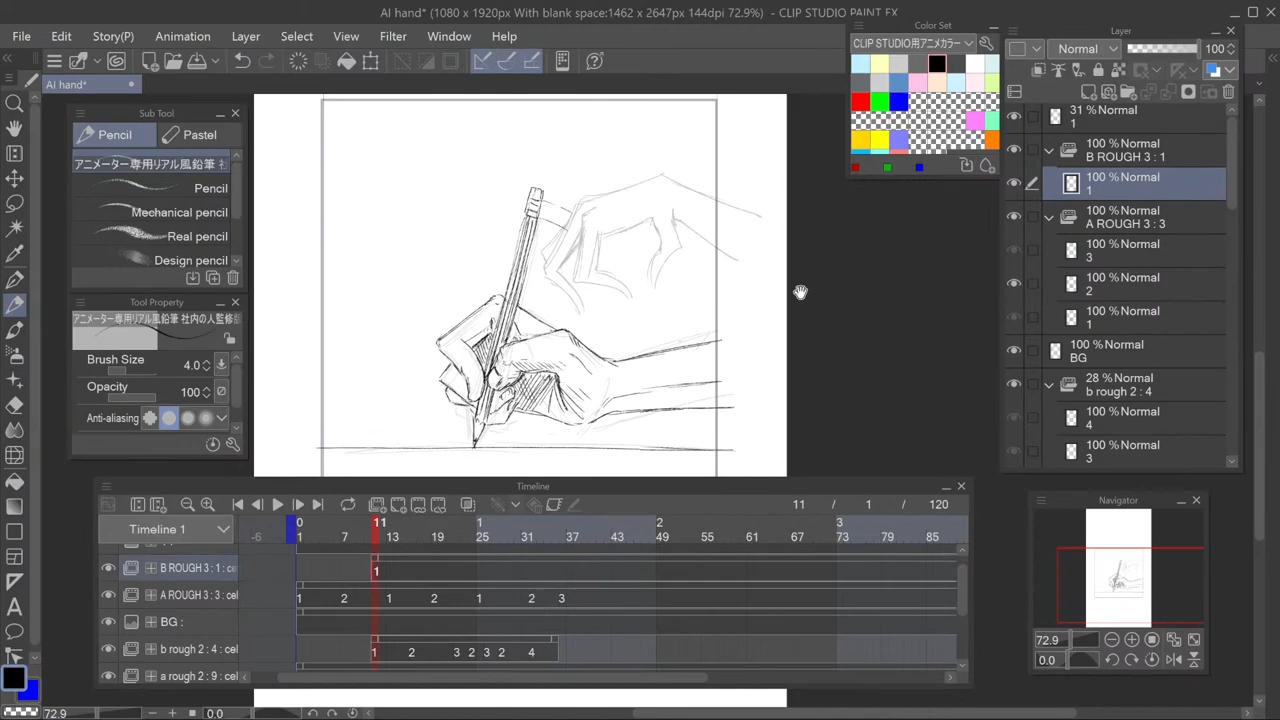 AI hand* (1080 x 1920px With blank space:1462 x 2647px 144dpi 72.9%) - CLIP STUDIO PAINT EX
File Edit Story(P) Animation Layer Select View Filter Window Help
AI hand*
Sub Tool
Pencil Pastel
アニメーター専用リアル風鉛筆 社
Pencil
Mechanical pencil
Real pencil
Design pencil
Tool Property
アニメーター専用リアル風鉛筆 社内の人監修版
Brush Size 4.0
Opacity 100
Anti-aliasing
Color Set
CLIP STUDIO用アニメカラー
Layer
Normal 100
31 % Normal
1
100 % Normal
B ROUGH 3 : 1
100 % Normal
1
100 % Normal
A ROUGH 3 : 3
100 % Normal
3
100 % Normal
2
100 % Normal
1
100 % Normal
BG
28 % Normal
b rough 2 : 4
100 % Normal
4
100 % Normal
3
Timeline
11 / 1 / 120
Timeline 1
0 11 1 2 3
-6 1 7 13 19 25 31 37 43 49 55 61 67 73 79 85
B ROUGH 3 : 1 : cel
1
A ROUGH 3 : 3 : cel
1 2 1 2 1 2 3
BG :
b rough 2 : 4 : cel
1 2 3 2 3 2 4
a rough 2 : 9 : cel
Navigator
72.9
0.0
72.9 0.0